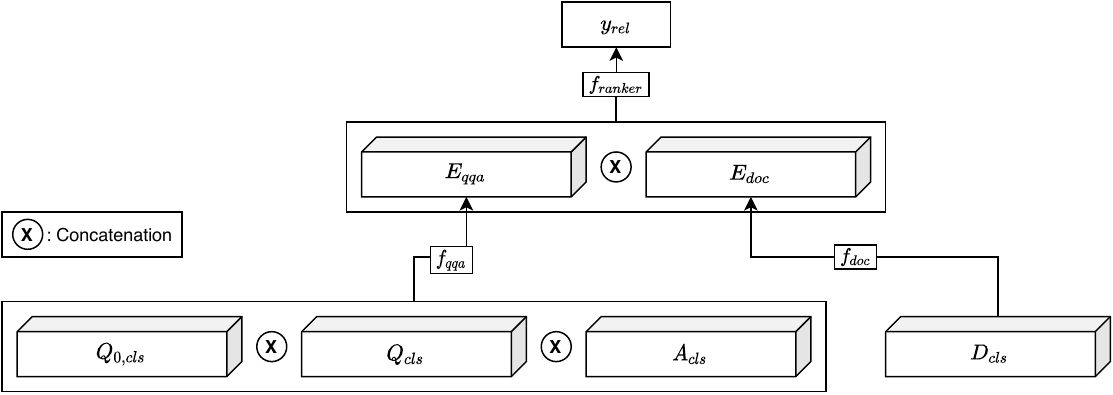 y_{rel}
f_{ranker}
E_{qqa} X E_{doc}
X : Concatenation
f_{qqa}
f_{doc}
Q_{0,cls} X Q_{cls} X A_{cls}
D_{cls}